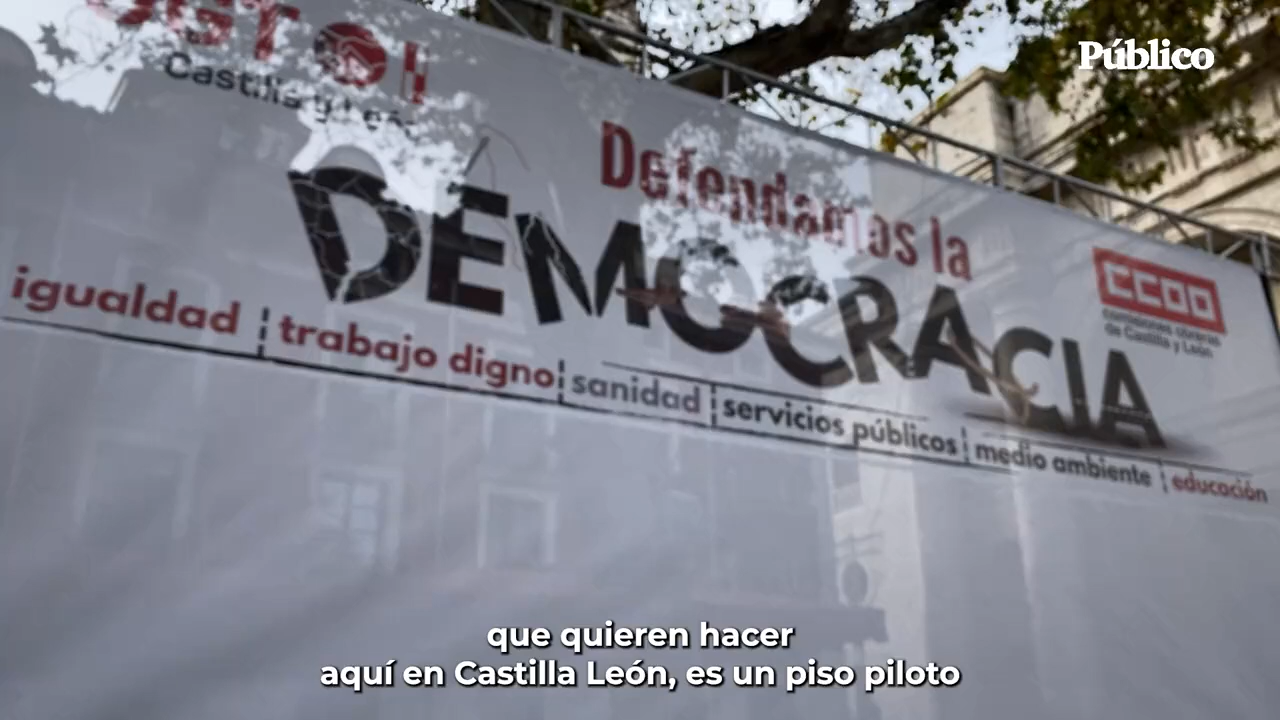 Público
UGT
Castilla y León
Defendamos la
DEMOCRACIA
CCOO
comisiones obreras
de Castilla y León
igualdad ¦ trabajo digno ¦ sanidad ¦ servicios públicos ¦ medio ambiente ¦ educación
que quieren hacer
aquí en Castilla León, es un piso piloto